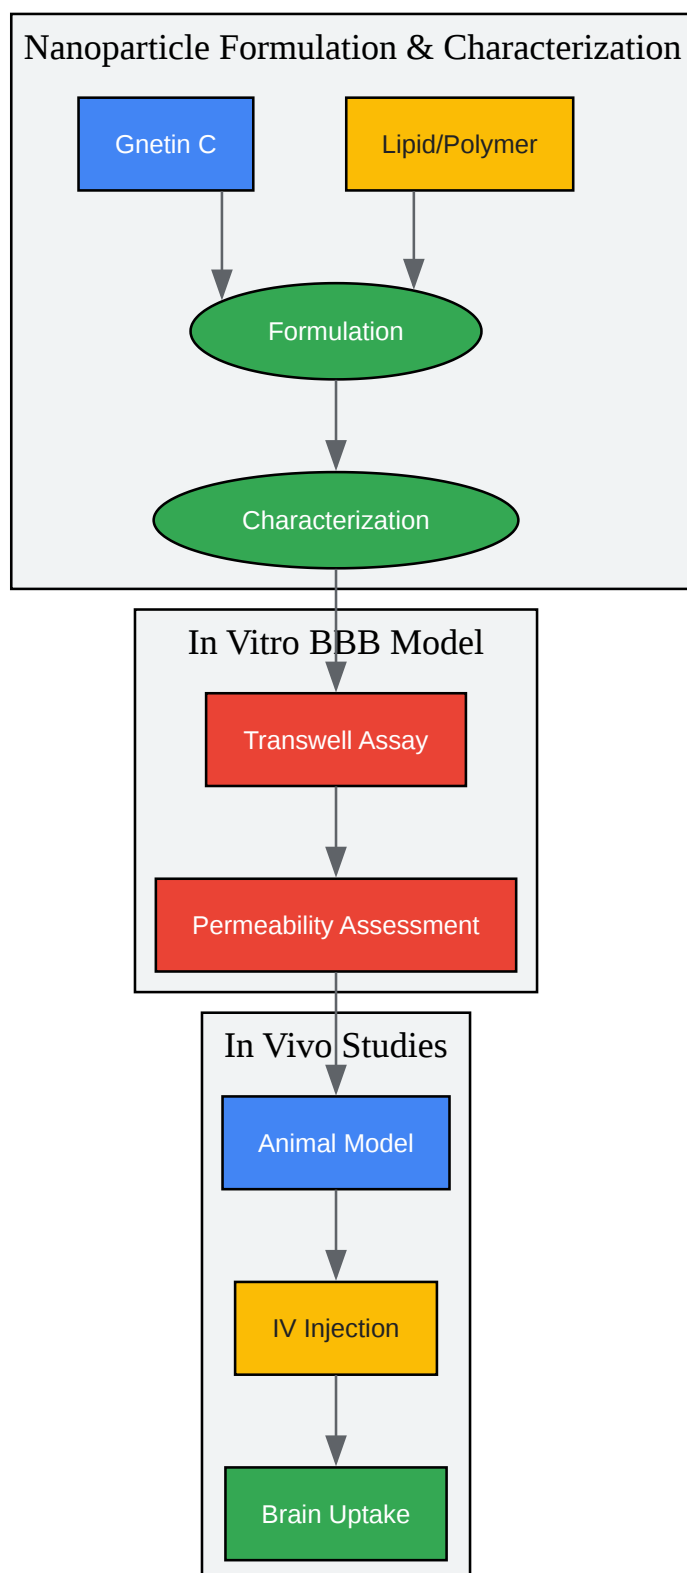 Nanoparticle Formulation & Characterization
Gnetin C
Lipid/Polymer
Formulation
Characterization
In Vitro BBB Model
Transwell Assay
Permeability Assessment
In Vivo Studies
Animal Model
IV Injection
Brain Uptake